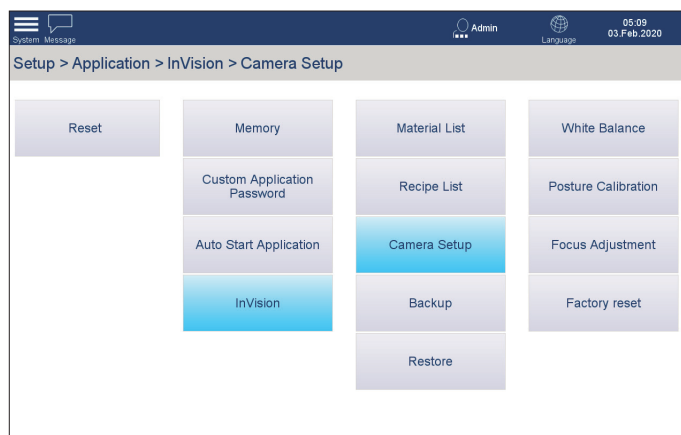 System Message
Admin
Language
05:09
03.Feb.2020
Setup > Application > InVision > Camera Setup
Reset
Memory
Material List
White Balance
Custom Application
Password
Recipe List
Posture Calibration
Auto Start Application
Camera Setup
Focus Adjustment
InVision
Backup
Factory reset
Restore